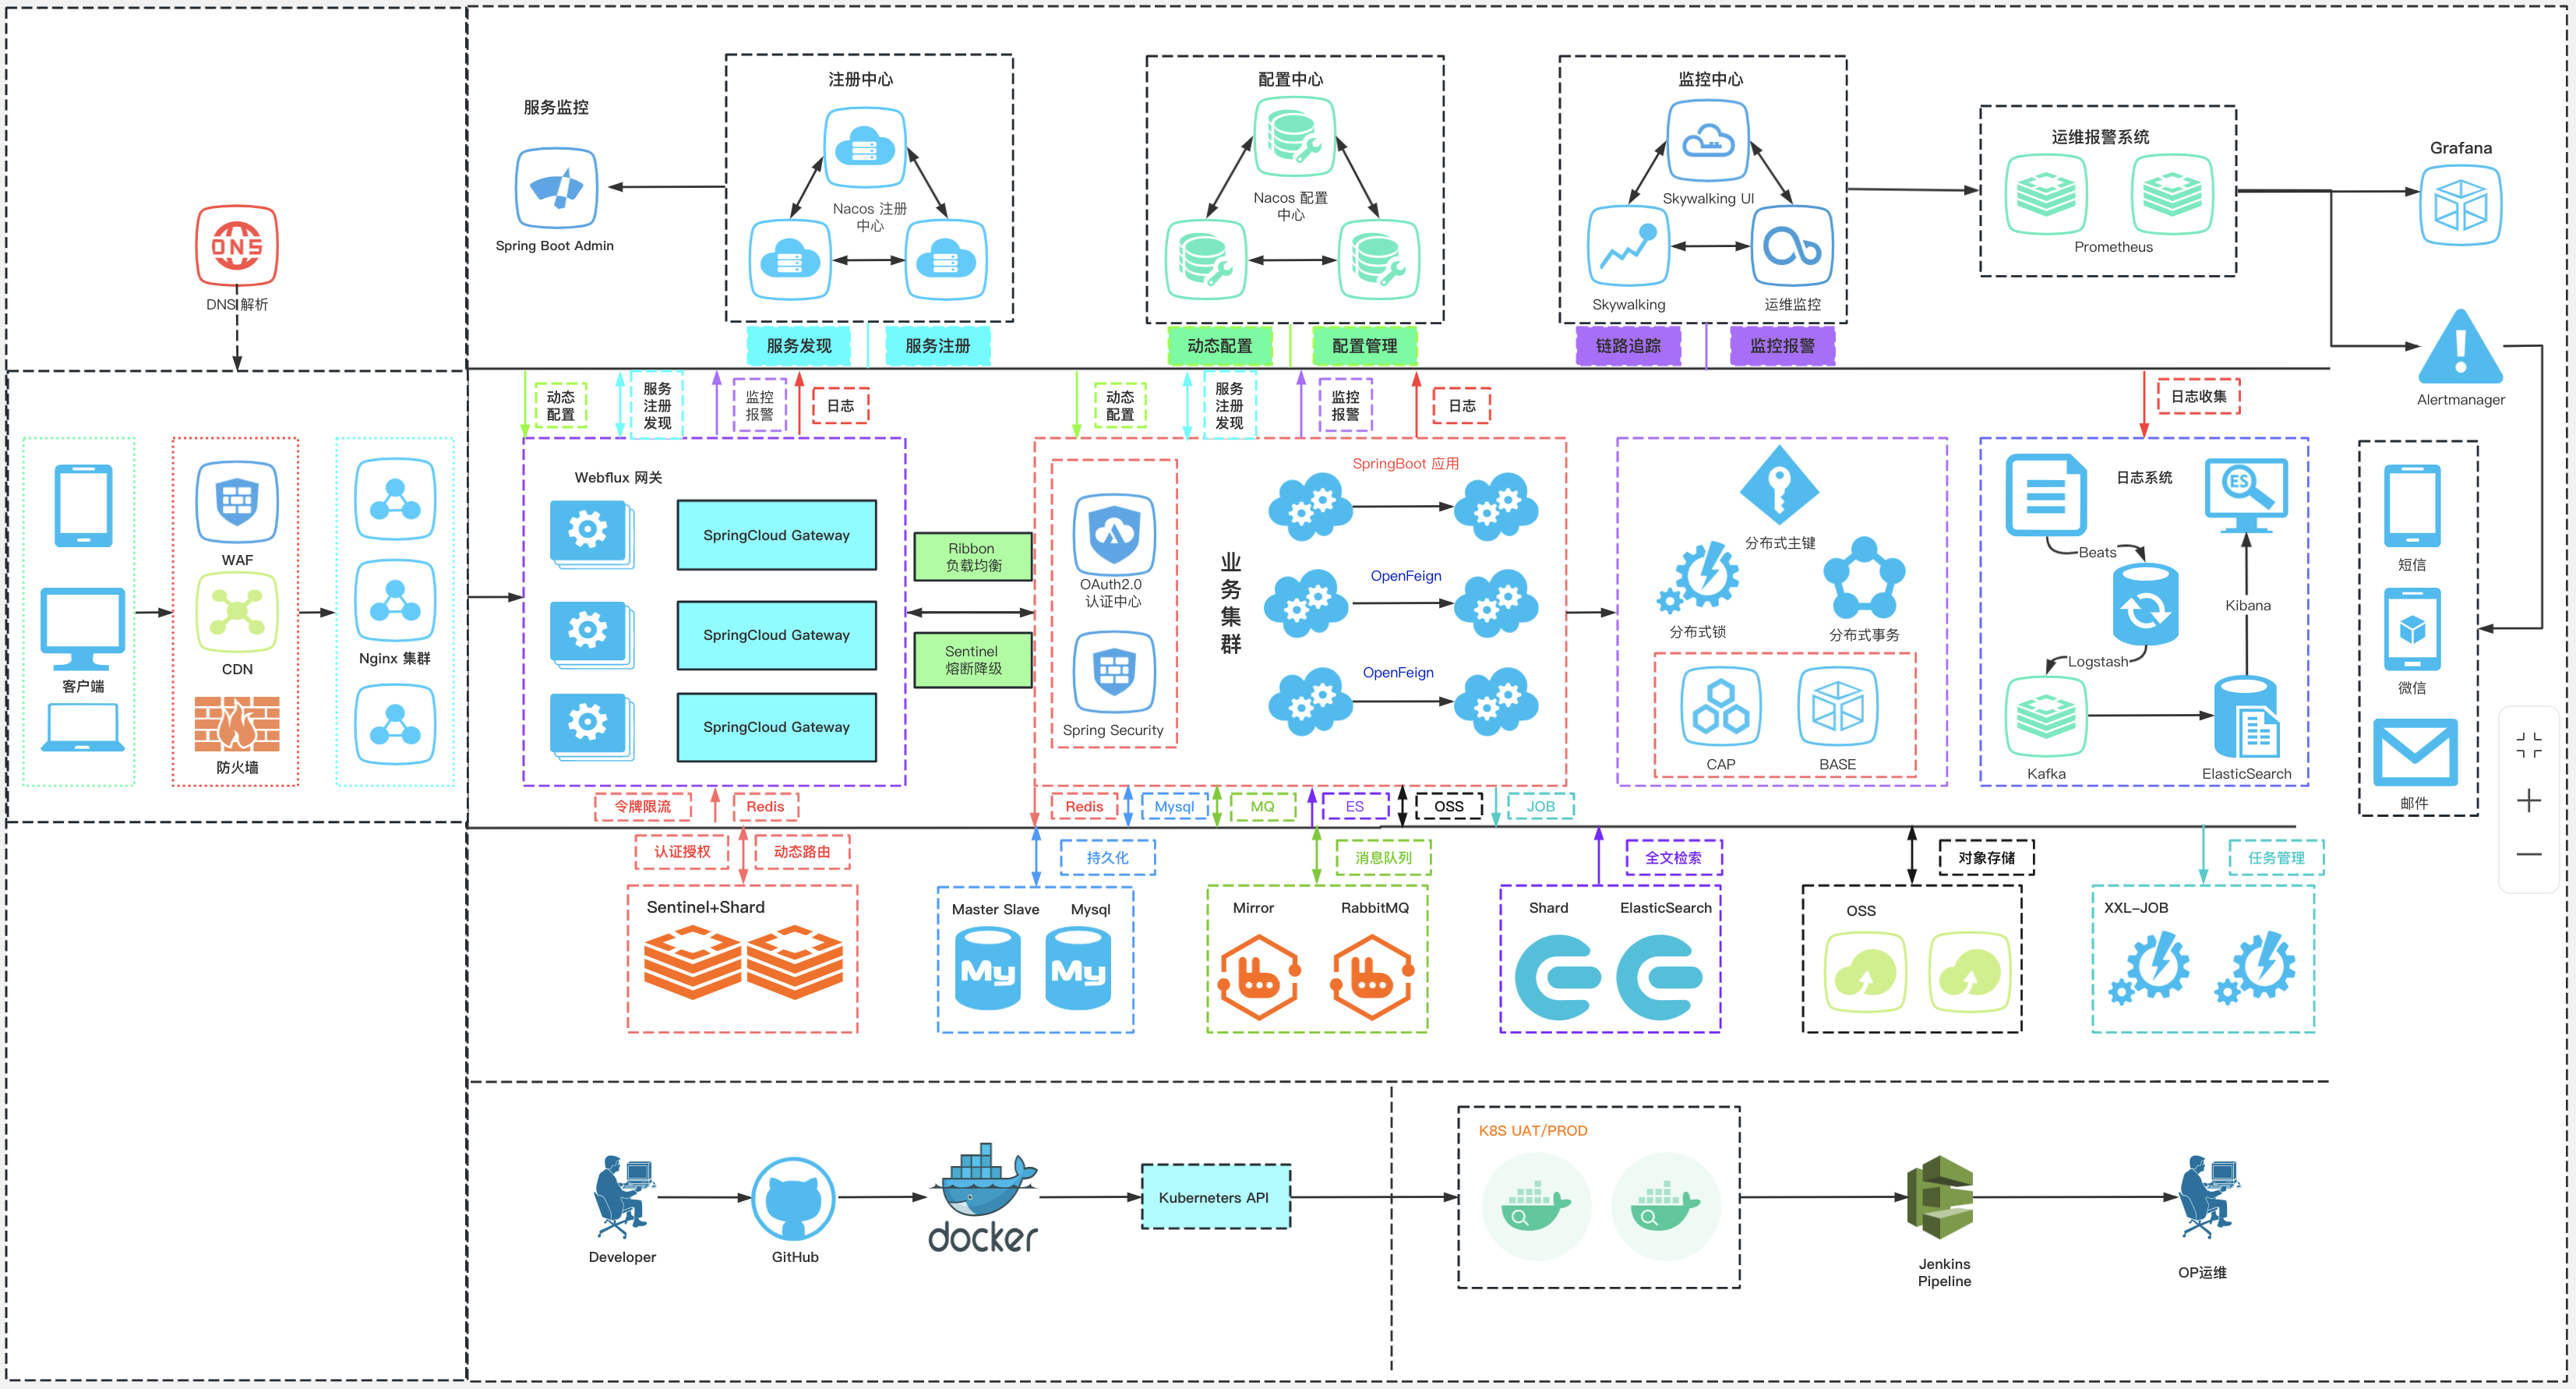 DNS
DNS 解析
服务监控
Spring Boot Admin
注册中心
Nacos 注册
中心
配置中心
Nacos 配置
中心
监控中心
Skywalking UI
Skywalking
运维监控
运维报警系统
Prometheus
Grafana
Alertmanager
服务发现
服务注册
动态配置
配置管理
链路追踪
监控报警
动态
配置
服务
注册
发现
监控
报警
日志
动态
配置
服务
注册
发现
监控
报警
日志
日志收集
客户端
WAF
CDN
防火墙
Nginx 集群
Webflux 网关
SpringCloud Gateway
SpringCloud Gateway
SpringCloud Gateway
Ribbon
负载均衡
Sentinel
熔断降级
OAuth2.0
认证中心
Spring Security
业
务
集
群
SpringBoot 应用
OpenFeign
OpenFeign
分布式主键
分布式锁
分布式事务
CAP
BASE
日志系统
ES
Beats
Logstash
Kibana
Kafka
ElasticSearch
短信
微信
邮件
令牌限流
Redis
Redis
Mysql
MQ
ES
OSS
JOB
认证授权
动态路由
持久化
消息队列
全文检索
对象存储
任务管理
Sentinel+Shard
Master Slave
Mysql
My
My
Mirror
RabbitMQ
Shard
ElasticSearch
OSS
XXL-JOB
Developer
GitHub
docker
Kuberneters API
K8S UAT/PROD
Jenkins
Pipeline
OP运维